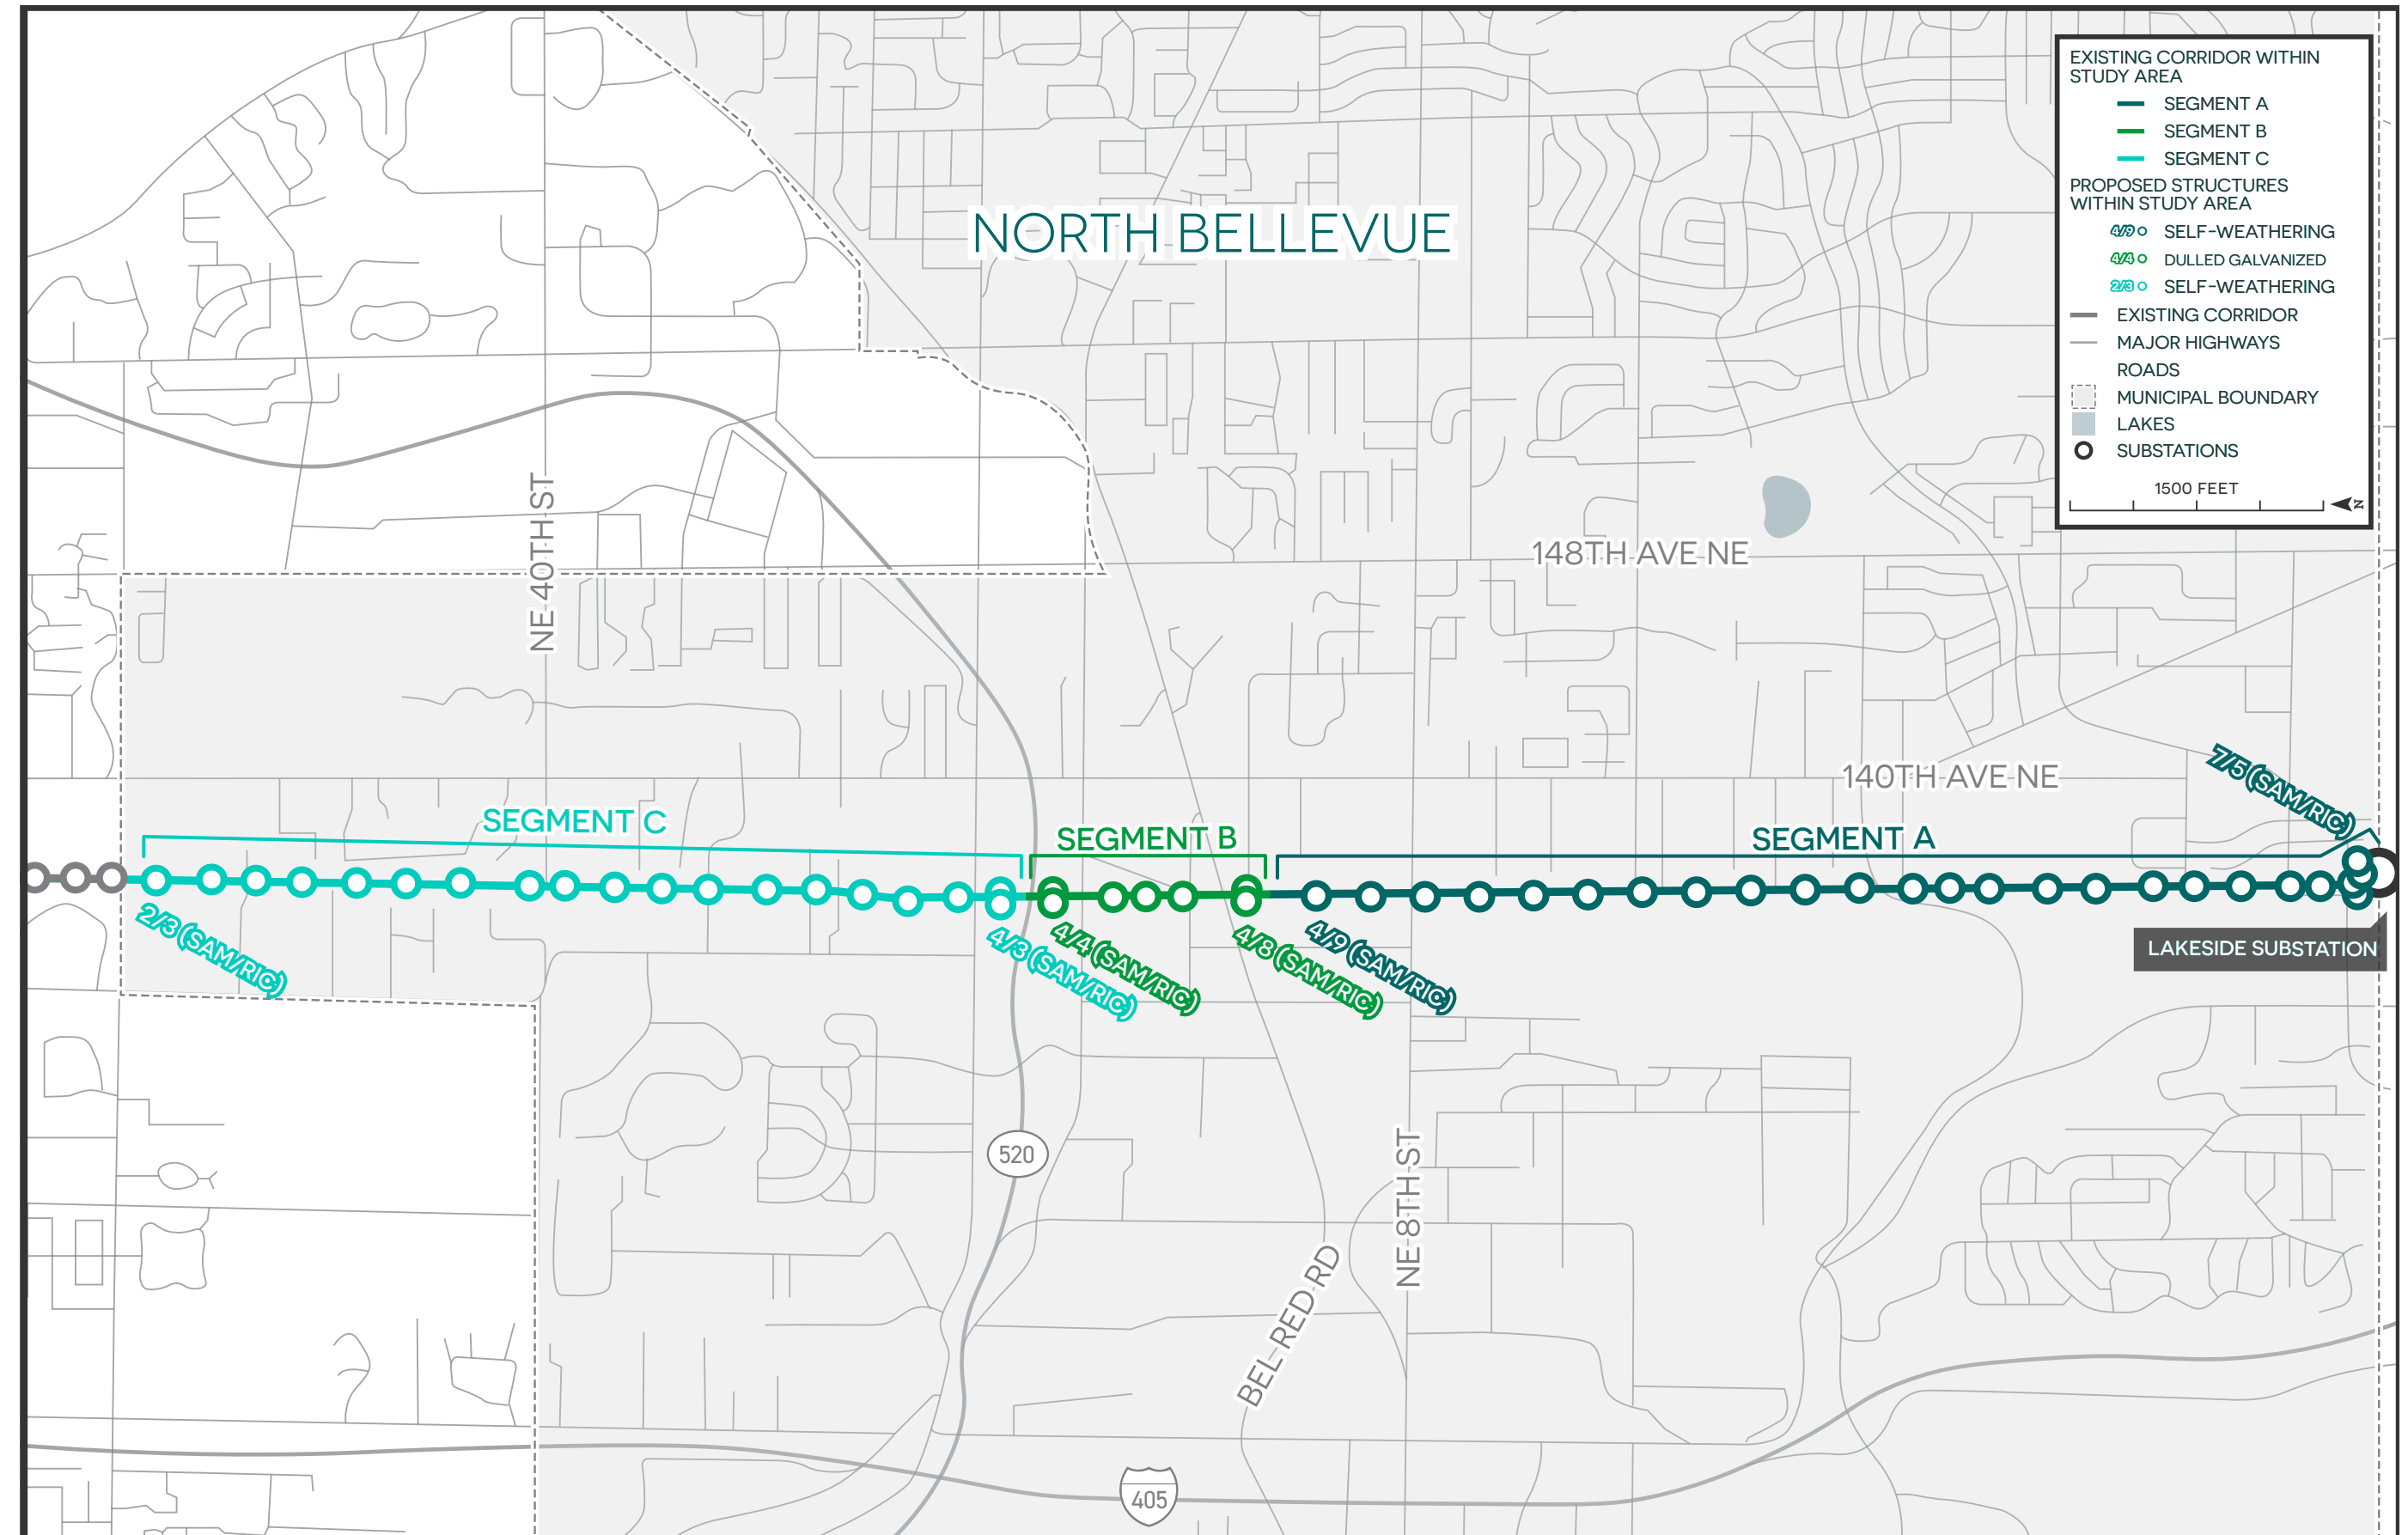 EXISTING CORRIDOR WITHIN
STUDY AREA
SEGMENT A
SEGMENT B
SEGMENT C
PROPOSED STRUCTURES
WITHIN STUDY AREA
4/9 SELF-WEATHERING
4/4 DULLED GALVANIZED
2/3 SELF-WEATHERING
EXISTING CORRIDOR
MAJOR HIGHWAYS
ROADS
MUNICIPAL BOUNDARY
LAKES
SUBSTATIONS
1500 FEET
N
NORTH BELLEVUE
NE 40TH ST
148TH AVE NE
140TH AVE NE
7/5 (SAM/RIC)
SEGMENT C
SEGMENT B
SEGMENT A
2/3 (SAM/RIC)
4/3 (SAM/RIC)
4/4 (SAM/RIC)
4/8 (SAM/RIC)
4/9 (SAM/RIC)
LAKESIDE SUBSTATION
520
NE 8TH ST
BEL-RED RD
405